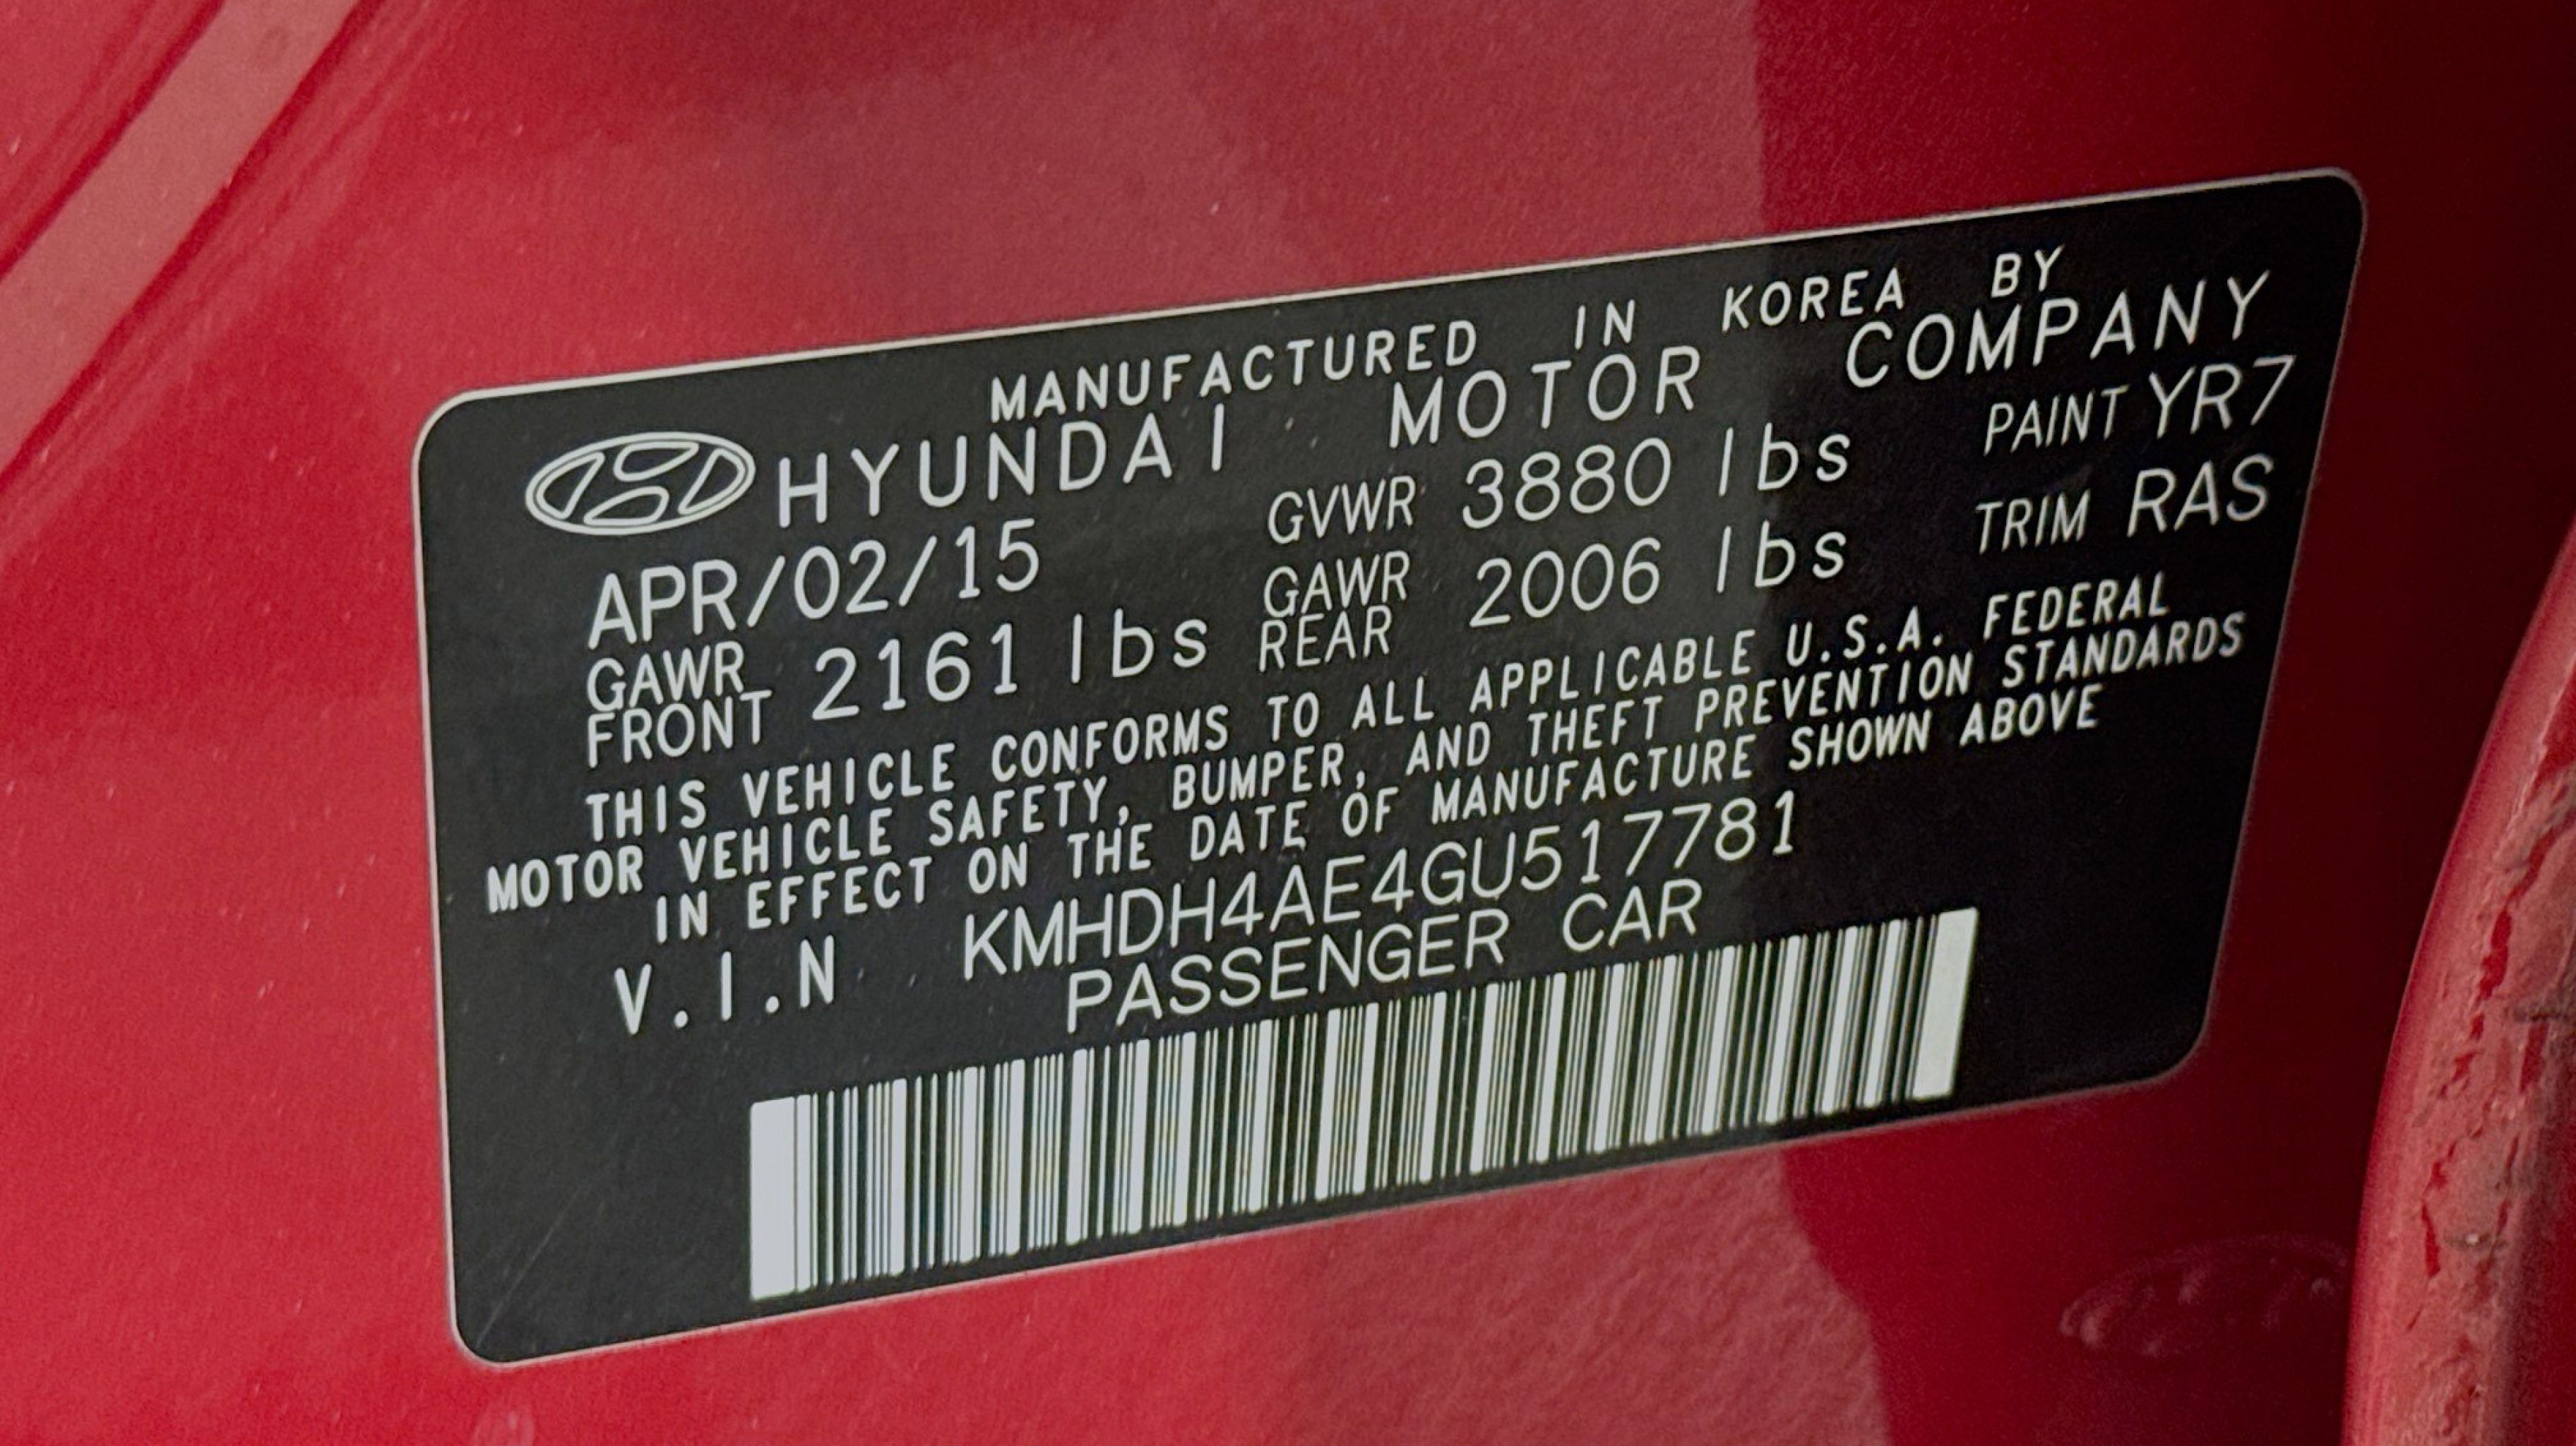 MANUFACTURED IN KOREA BY
HYUNDAI MOTOR COMPANY
APR/02/15 GVWR 3880 lbs PAINT YR7
GAWR FRONT 2161 lbs GAWR REAR 2006 lbs TRIM RAS
THIS VEHICLE CONFORMS TO ALL APPLICABLE U.S.A. FEDERAL
MOTOR VEHICLE SAFETY, BUMPER, AND THEFT PREVENTION STANDARDS
IN EFFECT ON THE DATE OF MANUFACTURE SHOWN ABOVE
V.I.N KMHDH4AE4GU517781
PASSENGER CAR